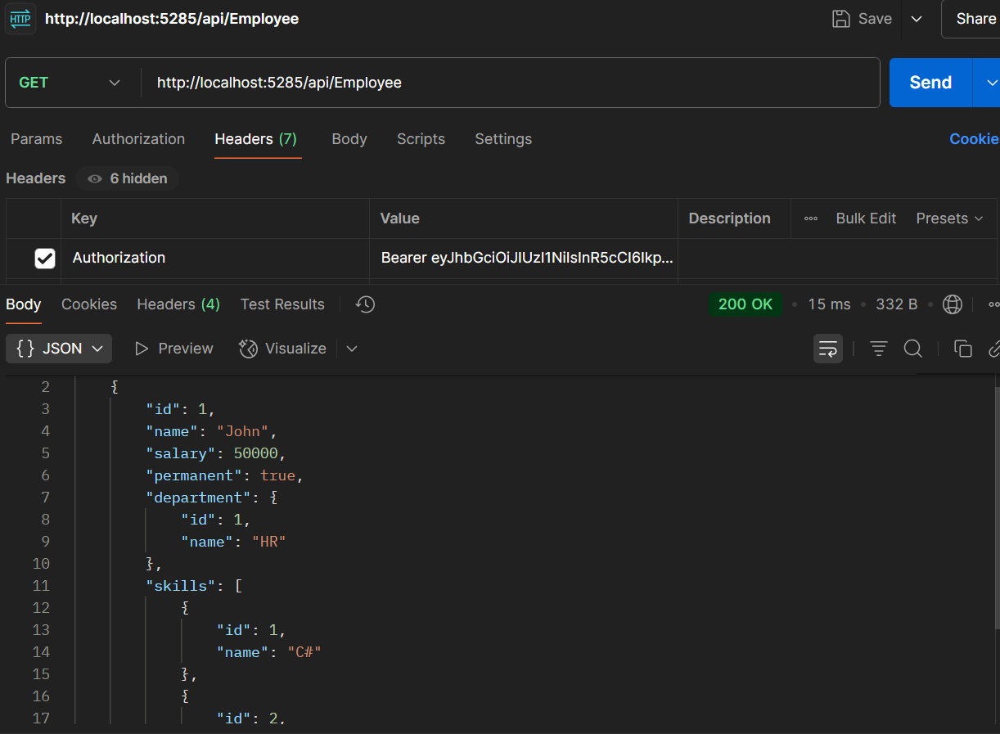 HTTP http://localhost:5285/api/Employee Save Share
GET http://localhost:5285/api/Employee Send
Params Authorization Headers (7) Body Scripts Settings Cookie
Headers 6 hidden
Key Value Description Bulk Edit Presets
Authorization Bearer eyJhbGciOiJIUzI1NiIsInR5cCI6Ikp...
Body Cookies Headers (4) Test Results 200 OK 15 ms 332 B
{ } JSON Preview Visualize
2 {
3 "id": 1,
4 "name": "John",
5 "salary": 50000,
6 "permanent": true,
7 "department": {
8 "id": 1,
9 "name": "HR"
10 },
11 "skills": [
12 {
13 "id": 1,
14 "name": "C#"
15 },
16 {
17 "id": 2,